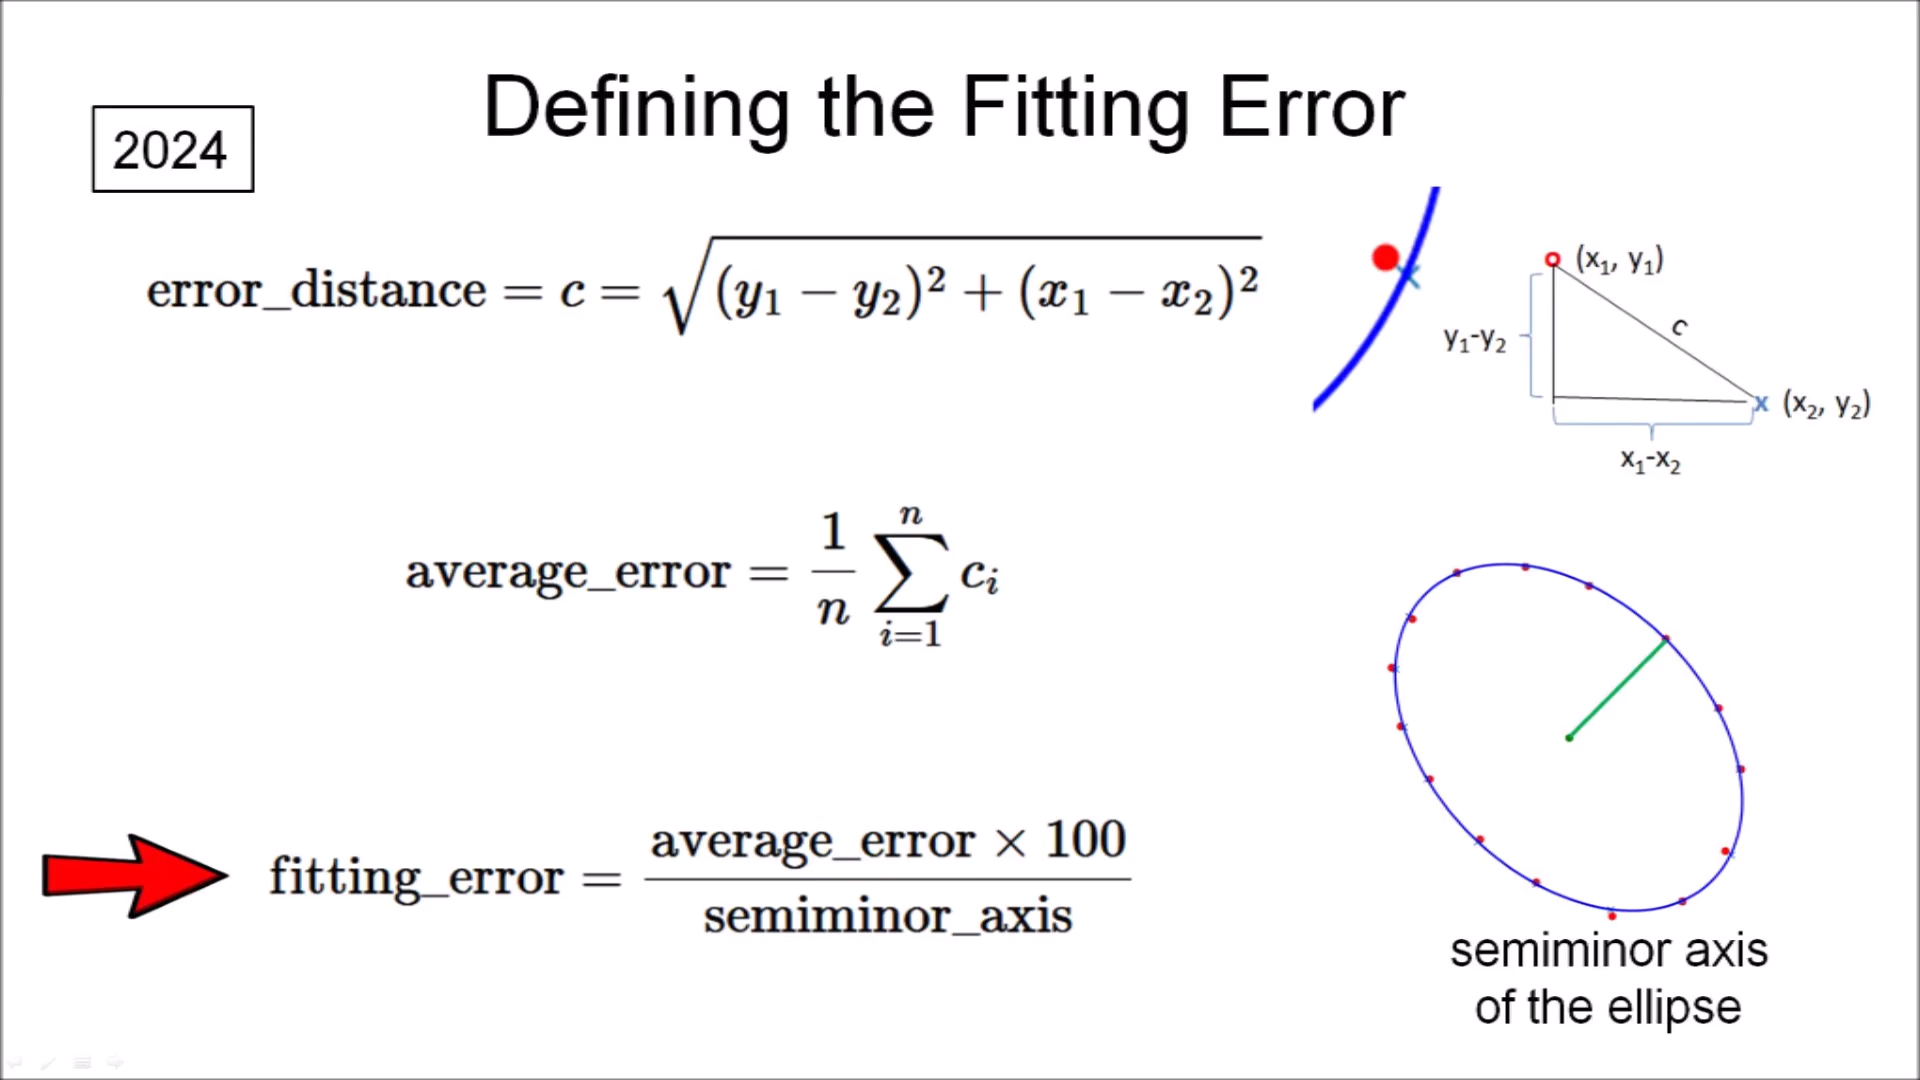 Defining the Fitting Error
2024
error_distance = c = √(y₁ − y₂)² + (x₁ − x₂)²
(x₁, y₁)
c
y₁-y₂
x (x₂, y₂)
x₁-x₂
average_error = 1/n ∑ᵢ₌₁ⁿ cᵢ
fitting_error = average_error × 100 / semiminor_axis
semiminor axis
of the ellipse